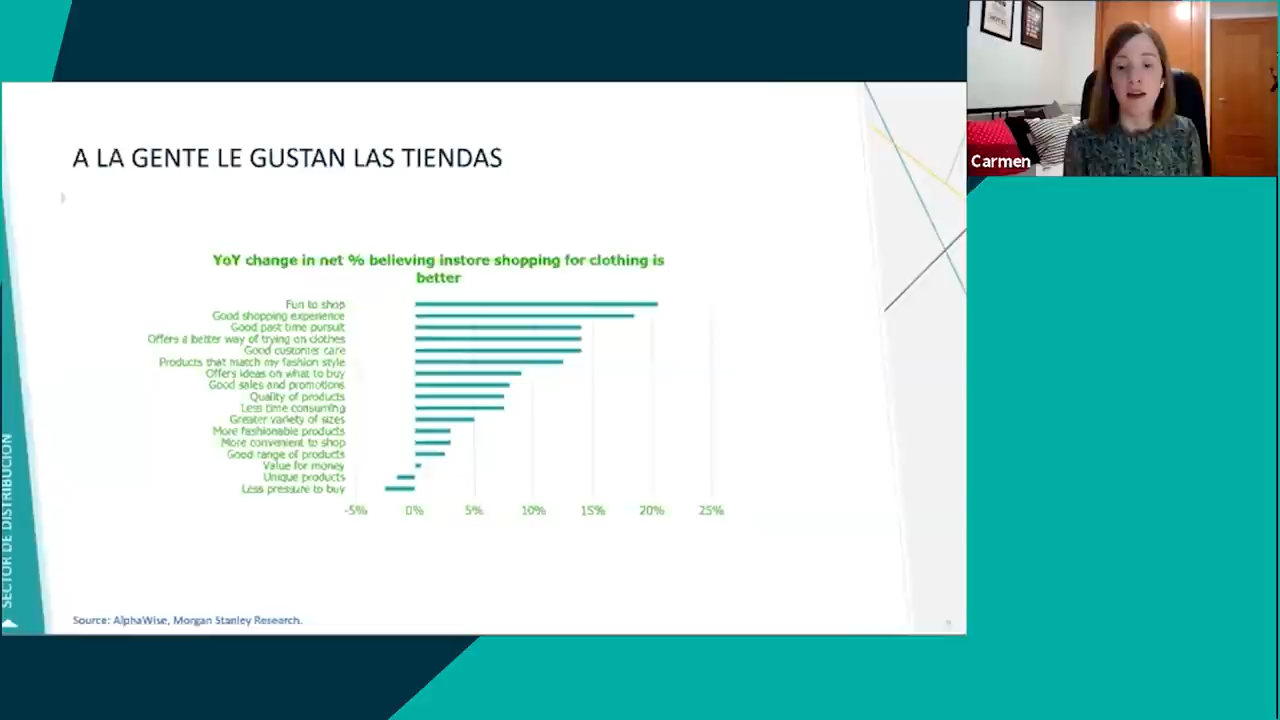 Carmen
A LA GENTE LE GUSTAN LAS TIENDAS
YoY change in net % believing instore shopping for clothing is
better
Fun to shop
Good shopping experience
Good past time pursuit
Offers a better way of trying on clothes
Good customer care
Products that match my fashion style
Offers ideas on what to buy
Good sales and promotions
Quality of products
Less time consuming
Greater variety of sizes
More fashionable products
More convenient to shop
Good range of products
Value for money
Unique products
Less pressure to buy
-5% 0% 5% 10% 15% 20% 25%
SECTOR DE DISTRIBUCIÓN
Source: AlphaWise, Morgan Stanley Research.